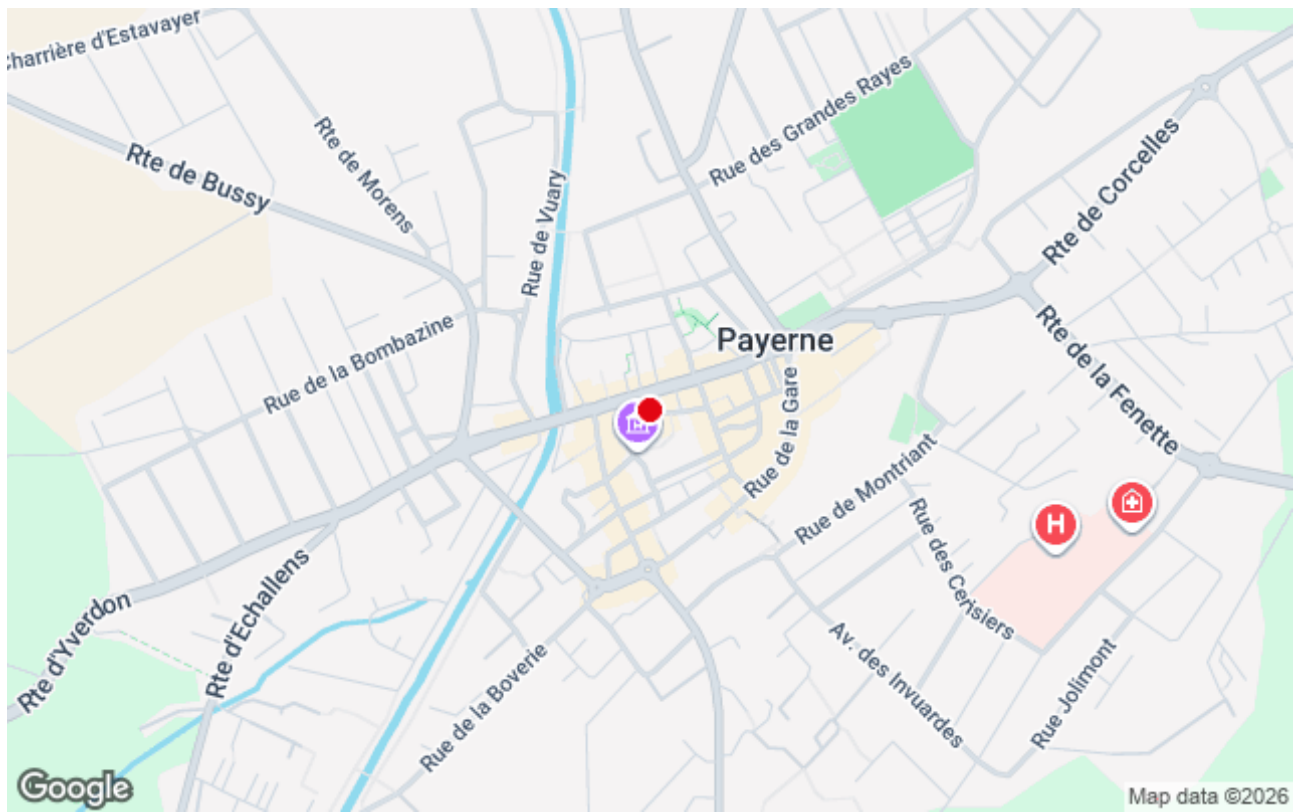 Charrière d'Estavayer
Rte de Morens
Rte de Bussy
Rue de Vuary
Rue des Grandes Rayes
Rte de Corcelles
Rue de la Bombazine
Payerne
Rte de la Fenette
Rue de la Gare
Rue de Montriant
H
Rue des Cerisiers
Rte d'Yverdon
Rte d'Echallens
Rue de la Boverie
Av. des Invuardes
Rue Jolimont
Google
Map data ©2026